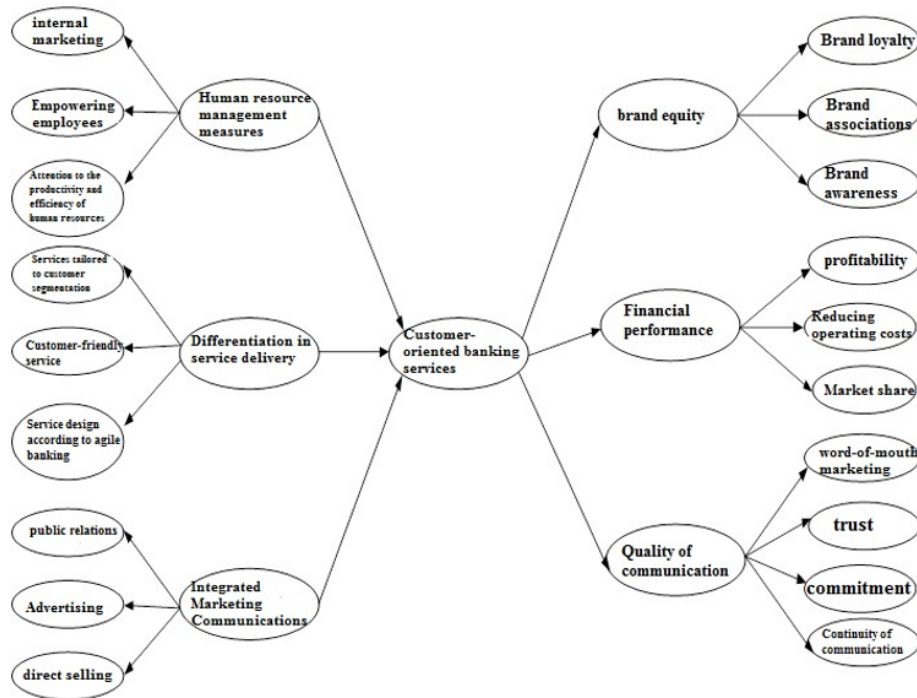 internal
marketing
Empowering
employees
Attention to the
productivity and
efficiency of
human resources
Human resource
management
measures
Services tailored
to customer
segmentation
Customer-friendly
service
Service design
according to agile
banking
Differentiation in
service delivery
public relations
Advertising
direct selling
Integrated
Marketing
Communications
Customer-
oriented banking
services
brand equity
Brand loyalty
Brand
associations
Brand
awareness
Financial
performance
profitability
Reducing
operating costs
Market share
Quality of
communication
word-of-mouth
marketing
trust
commitment
Continuity of
communication